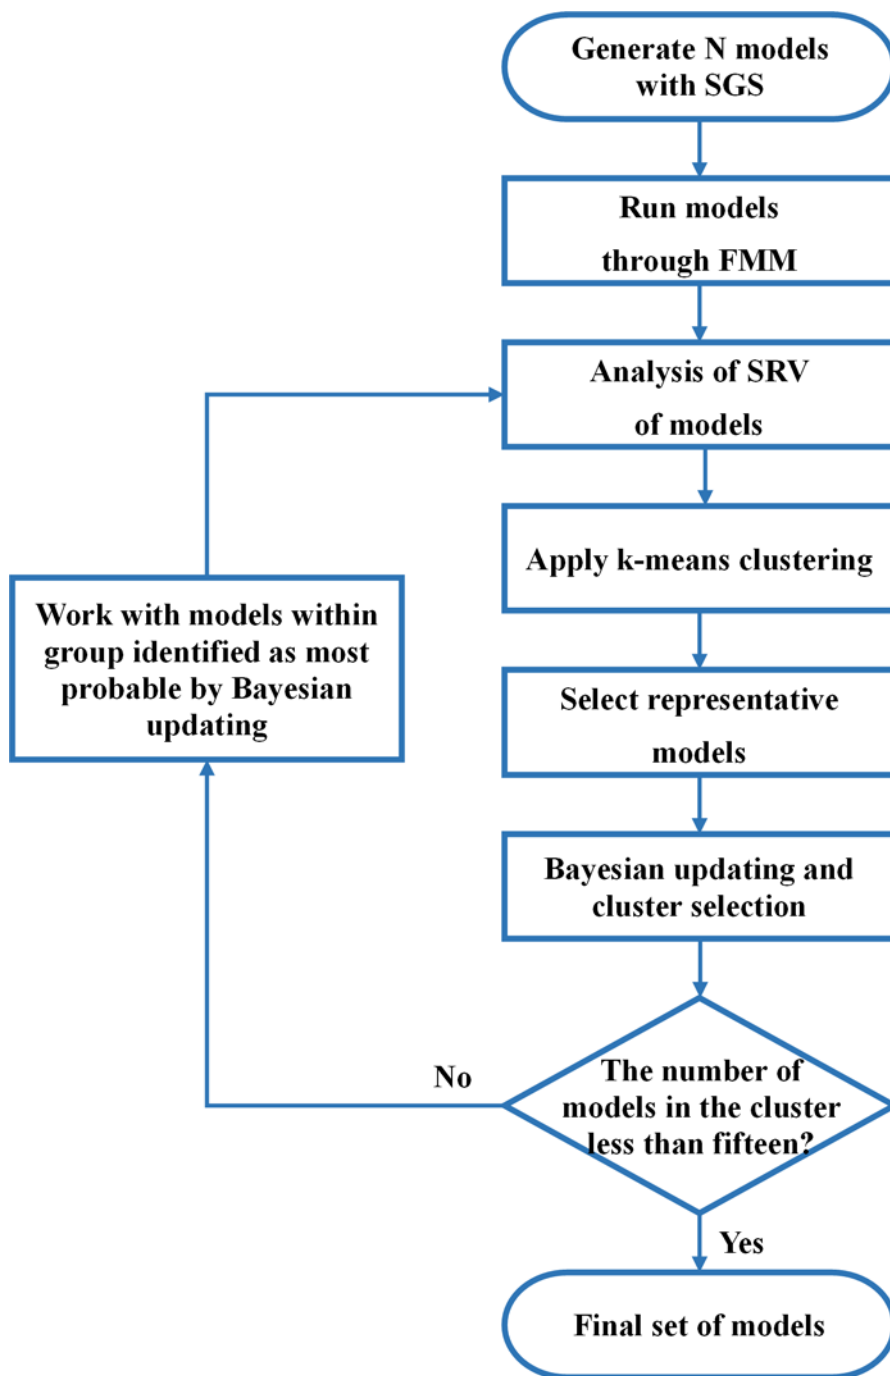 Generate N models
with SGS
Run models
through FMM
Analysis of SRV
of models
Apply k-means clustering
Work with models within
group identified as most
probable by Bayesian
updating
Select representative
models
Bayesian updating and
cluster selection
No
The number of
models in the cluster
less than fifteen?
Yes
Final set of models